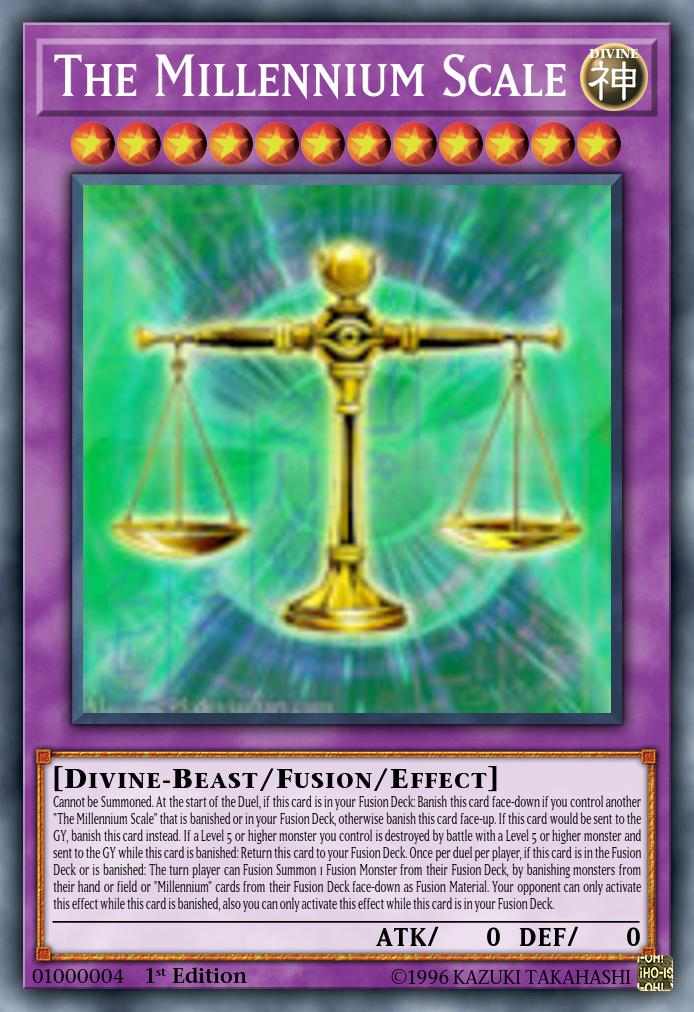 The Millennium Scale
DIVINE
神
[Divine-Beast/Fusion/Effect]
Cannot be Summoned. At the start of the Duel, if this card is in your Fusion Deck: Banish this card face-down if you control another
"The Millennium Scale" that is banished or in your Fusion Deck, otherwise banish this card face-up. If this card would be sent to the
GY, banish this card instead. If a Level 5 or higher monster you control is destroyed by battle with a Level 5 or higher monster and
sent to the GY while this card is banished: Return this card to your Fusion Deck. Once per duel per player, if this card is in the Fusion
Deck or is banished: The turn player can Fusion Summon 1 Fusion Monster from their Fusion Deck, by banishing monsters from
their hand or field or "Millennium" cards from their Fusion Deck face-down as Fusion Material. Your opponent can only activate
this effect while this card is banished, also you can only activate this effect while this card is in your Fusion Deck.
ATK/ 0 DEF/ 0
01000004 1st Edition ©1996 KAZUKI TAKAHASHI